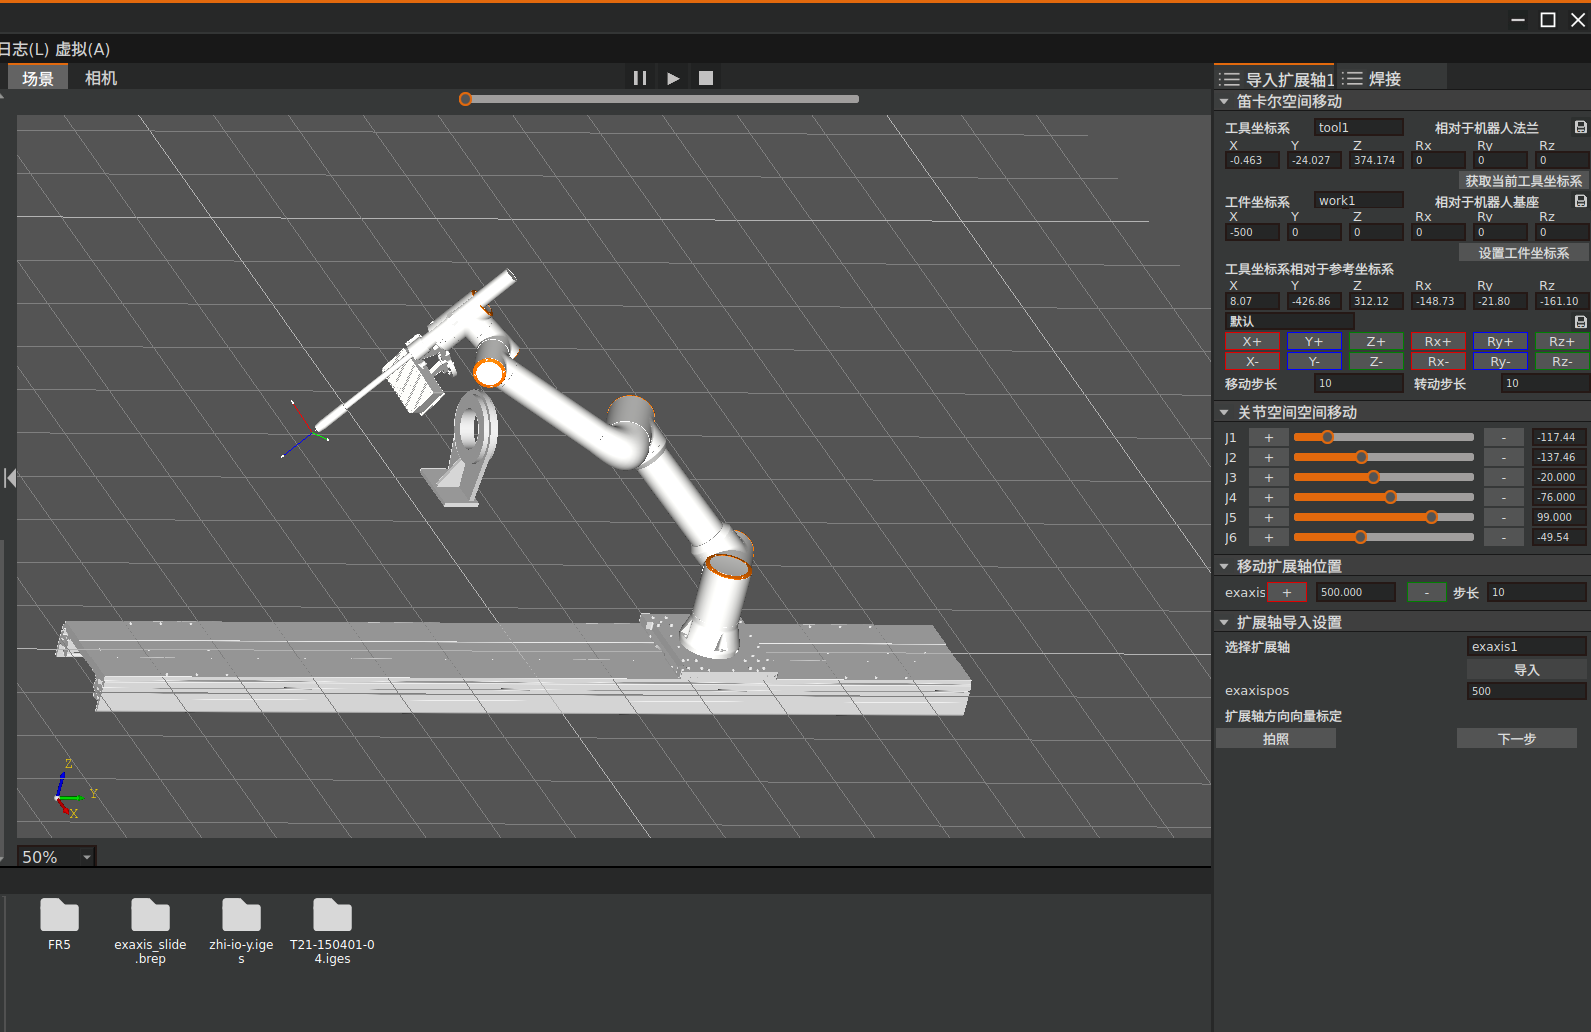 日志(L) 虚拟(A)
场景 相机
导入扩展轴1 焊接
笛卡尔空间移动
工具坐标系 tool1 相对于机器人法兰
X Y Z Rx Ry Rz
-0.463 -24.027 374.174 0 0 0
获取当前工具坐标系
工件坐标系 work1 相对于机器人基座
X Y Z Rx Ry Rz
-500 0 0 0 0 0
设置工件坐标系
工具坐标系相对于参考坐标系
X Y Z Rx Ry Rz
8.07 -426.86 312.12 -148.73 -21.80 -161.10
默认
X+ Y+ Z+ Rx+ Ry+ Rz+
X- Y- Z- Rx- Ry- Rz-
移动步长 10 转动步长 10
关节空间空间移动
J1 + - -117.44
J2 + - -137.46
J3 + - -20.000
J4 + - -76.000
J5 + - 99.000
J6 + - -49.54
移动扩展轴位置
exaxis + 500.000 - 步长 10
扩展轴导入设置
选择扩展轴 exaxis1
导入
exaxispos 500
扩展轴方向向量标定
拍照 下一步
Z
Y
X
50%
FR5 exaxis_slide zhi-io-y.ige T21-150401-0
.brep s 4.iges